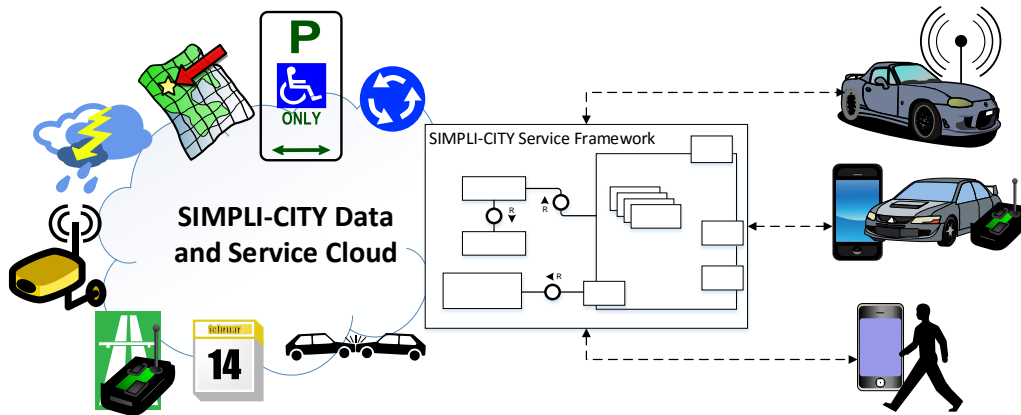 P
ONLY
SIMPLI-CITY Service Framework
SIMPLI-CITY Data
and Service Cloud
R
R
R
februar
14